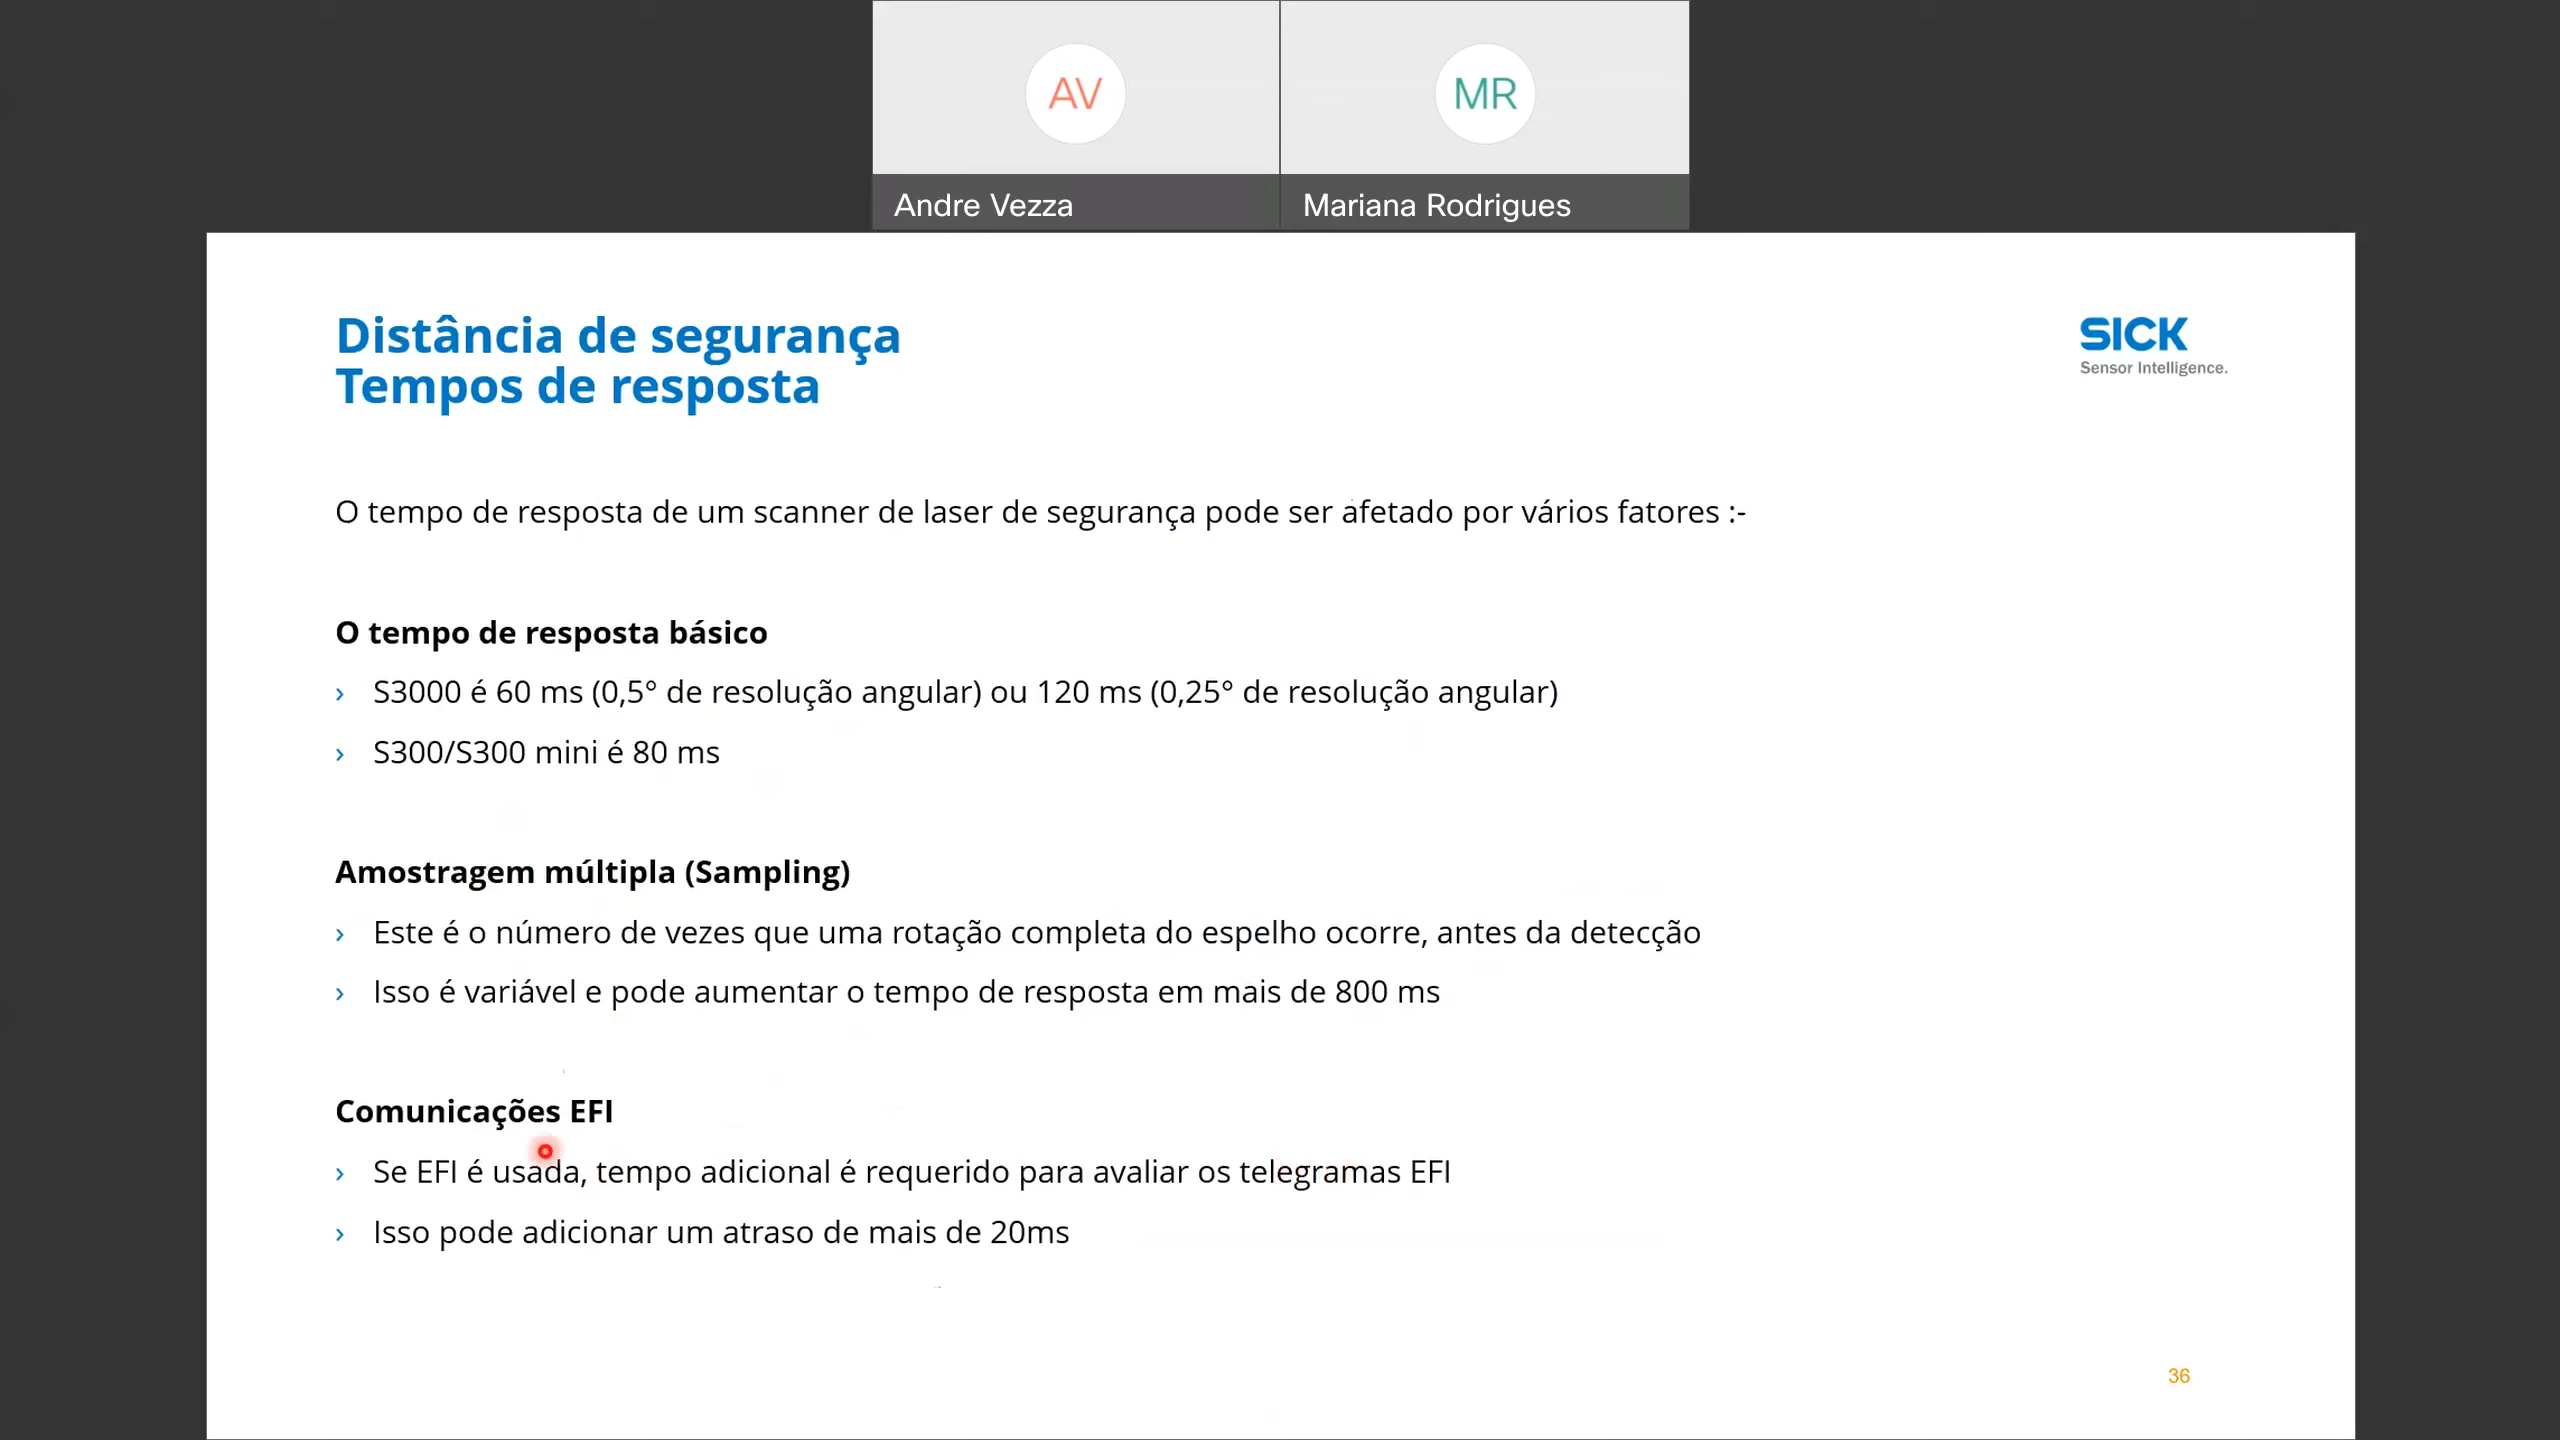 AV
MR
Andre Vezza
Mariana Rodrigues
Distância de segurança
Tempos de resposta
SICK
Sensor Intelligence.
O tempo de resposta de um scanner de laser de segurança pode ser afetado por vários fatores :-
O tempo de resposta básico
› S3000 é 60 ms (0,5° de resolução angular) ou 120 ms (0,25° de resolução angular)
› S300/S300 mini é 80 ms
Amostragem múltipla (Sampling)
› Este é o número de vezes que uma rotação completa do espelho ocorre, antes da detecção
› Isso é variável e pode aumentar o tempo de resposta em mais de 800 ms
Comunicações EFI
› Se EFI é usada, tempo adicional é requerido para avaliar os telegramas EFI
› Isso pode adicionar um atraso de mais de 20ms
36